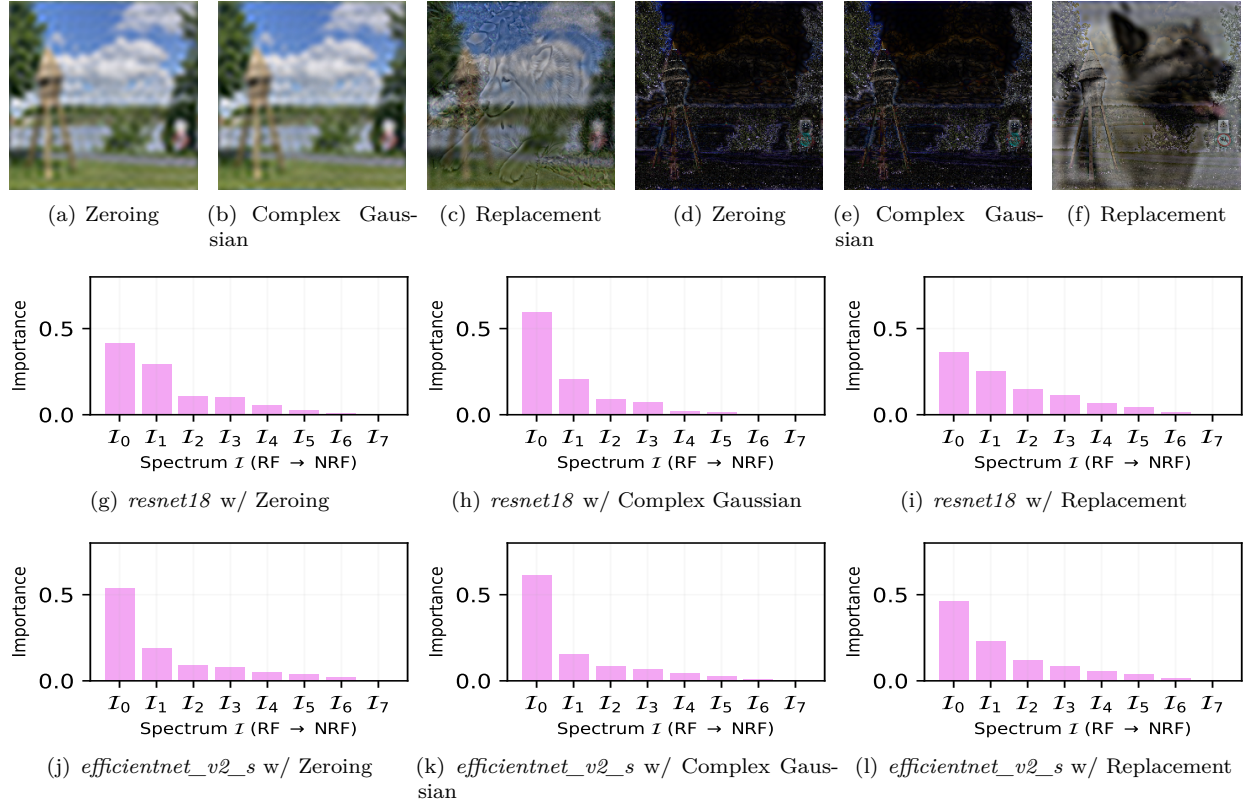 (a) Zeroing
(b) Complex Gaus-
sian
(c) Replacement
(d) Zeroing
(e) Complex Gaus-
sian
(f) Replacement
Importance
0.5
0.0
𝓘0 𝓘1 𝓘2 𝓘3 𝓘4 𝓘5 𝓘6 𝓘7
Spectrum 𝓘 (RF → NRF)
(g) resnet18 w/ Zeroing
Importance
0.5
0.0
𝓘0 𝓘1 𝓘2 𝓘3 𝓘4 𝓘5 𝓘6 𝓘7
Spectrum 𝓘 (RF → NRF)
(h) resnet18 w/ Complex Gaussian
Importance
0.5
0.0
𝓘0 𝓘1 𝓘2 𝓘3 𝓘4 𝓘5 𝓘6 𝓘7
Spectrum 𝓘 (RF → NRF)
(i) resnet18 w/ Replacement
Importance
0.5
0.0
𝓘0 𝓘1 𝓘2 𝓘3 𝓘4 𝓘5 𝓘6 𝓘7
Spectrum 𝓘 (RF → NRF)
(j) efficientnet_v2_s w/ Zeroing
Importance
0.5
0.0
𝓘0 𝓘1 𝓘2 𝓘3 𝓘4 𝓘5 𝓘6 𝓘7
Spectrum 𝓘 (RF → NRF)
(k) efficientnet_v2_s w/ Complex Gaus-
sian
Importance
0.5
0.0
𝓘0 𝓘1 𝓘2 𝓘3 𝓘4 𝓘5 𝓘6 𝓘7
Spectrum 𝓘 (RF → NRF)
(l) efficientnet_v2_s w/ Replacement